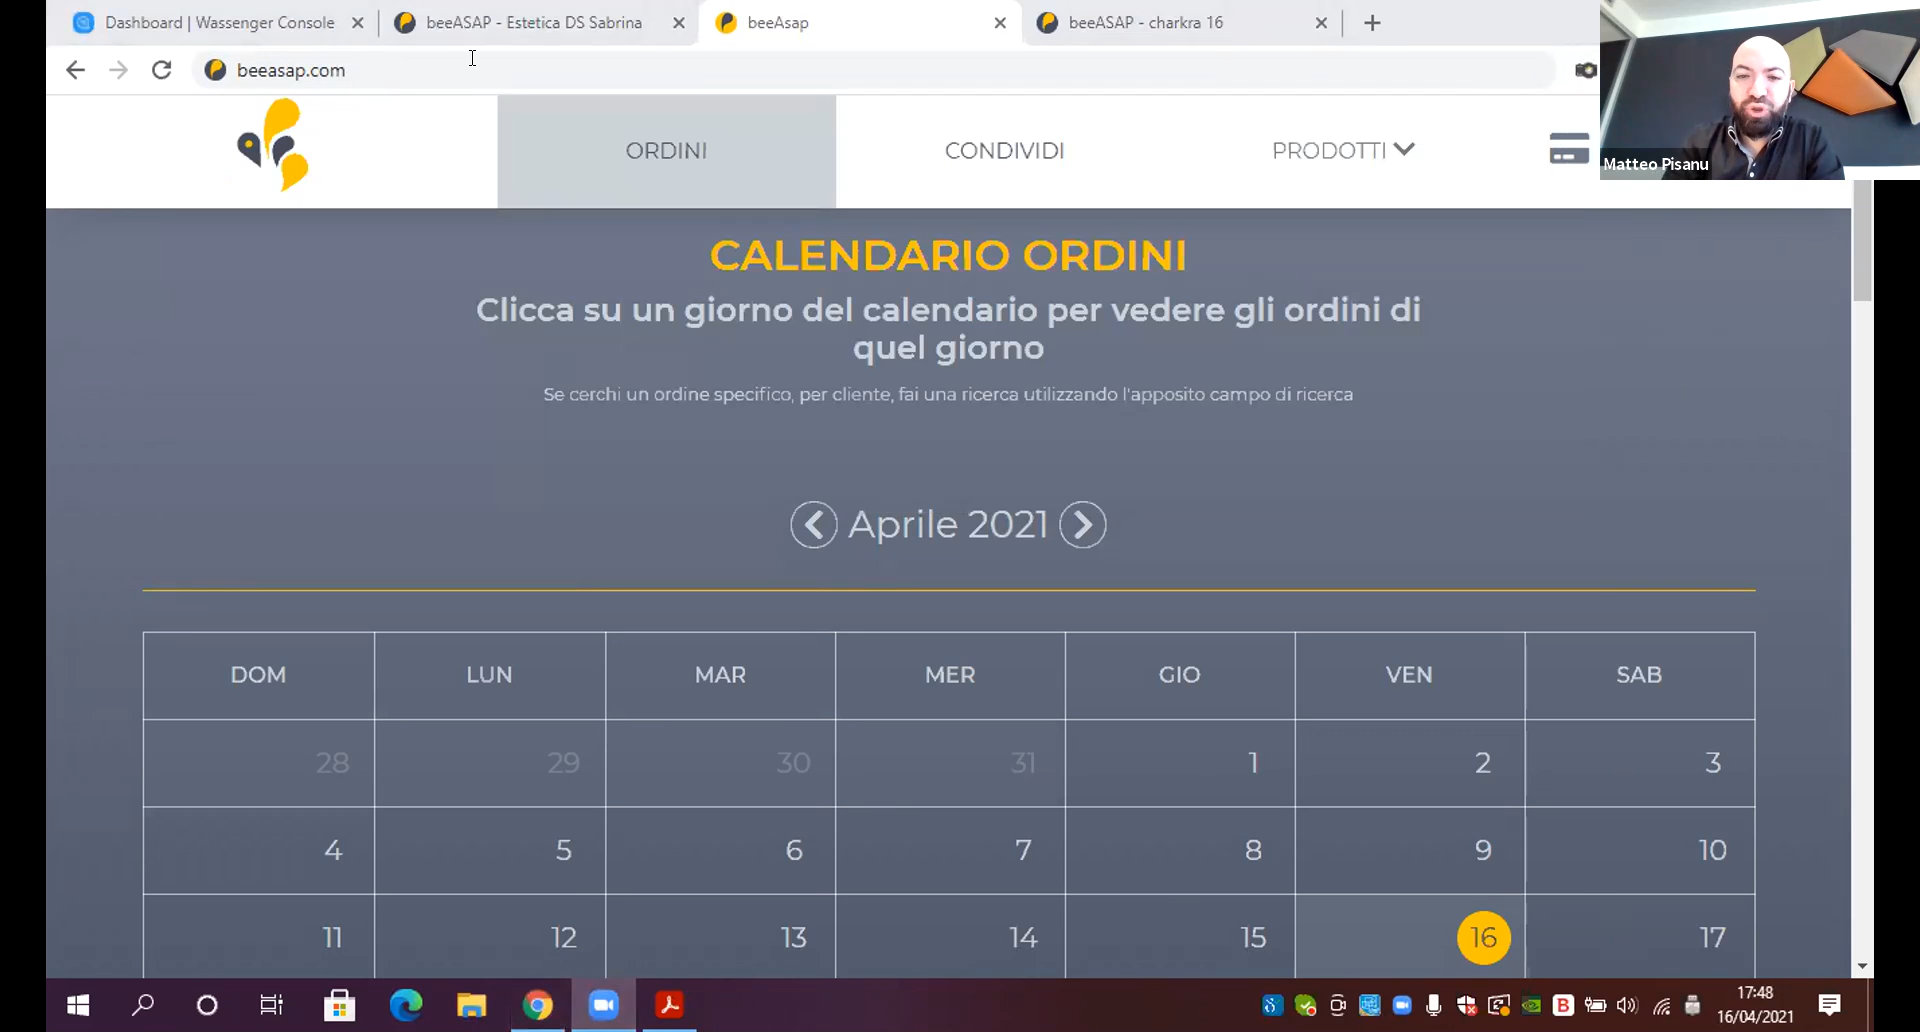 Dashboard | Wassenger Console
beeASAP - Estetica DS Sabrina
beeAsap
beeASAP - charkra 16
beeasap.com
Matteo Pisanu
ORDINI
CONDIVIDI
PRODOTTI
CALENDARIO ORDINI
Clicca su un giorno del calendario per vedere gli ordini di
quel giorno
Se cerchi un ordine specifico, per cliente, fai una ricerca utilizzando l'apposito campo di ricerca
Aprile 2021
DOM LUN MAR MER GIO VEN SAB
28 29 30 31 1 2 3
4 5 6 7 8 9 10
11 12 13 14 15 16 17
17:48
16/04/2021